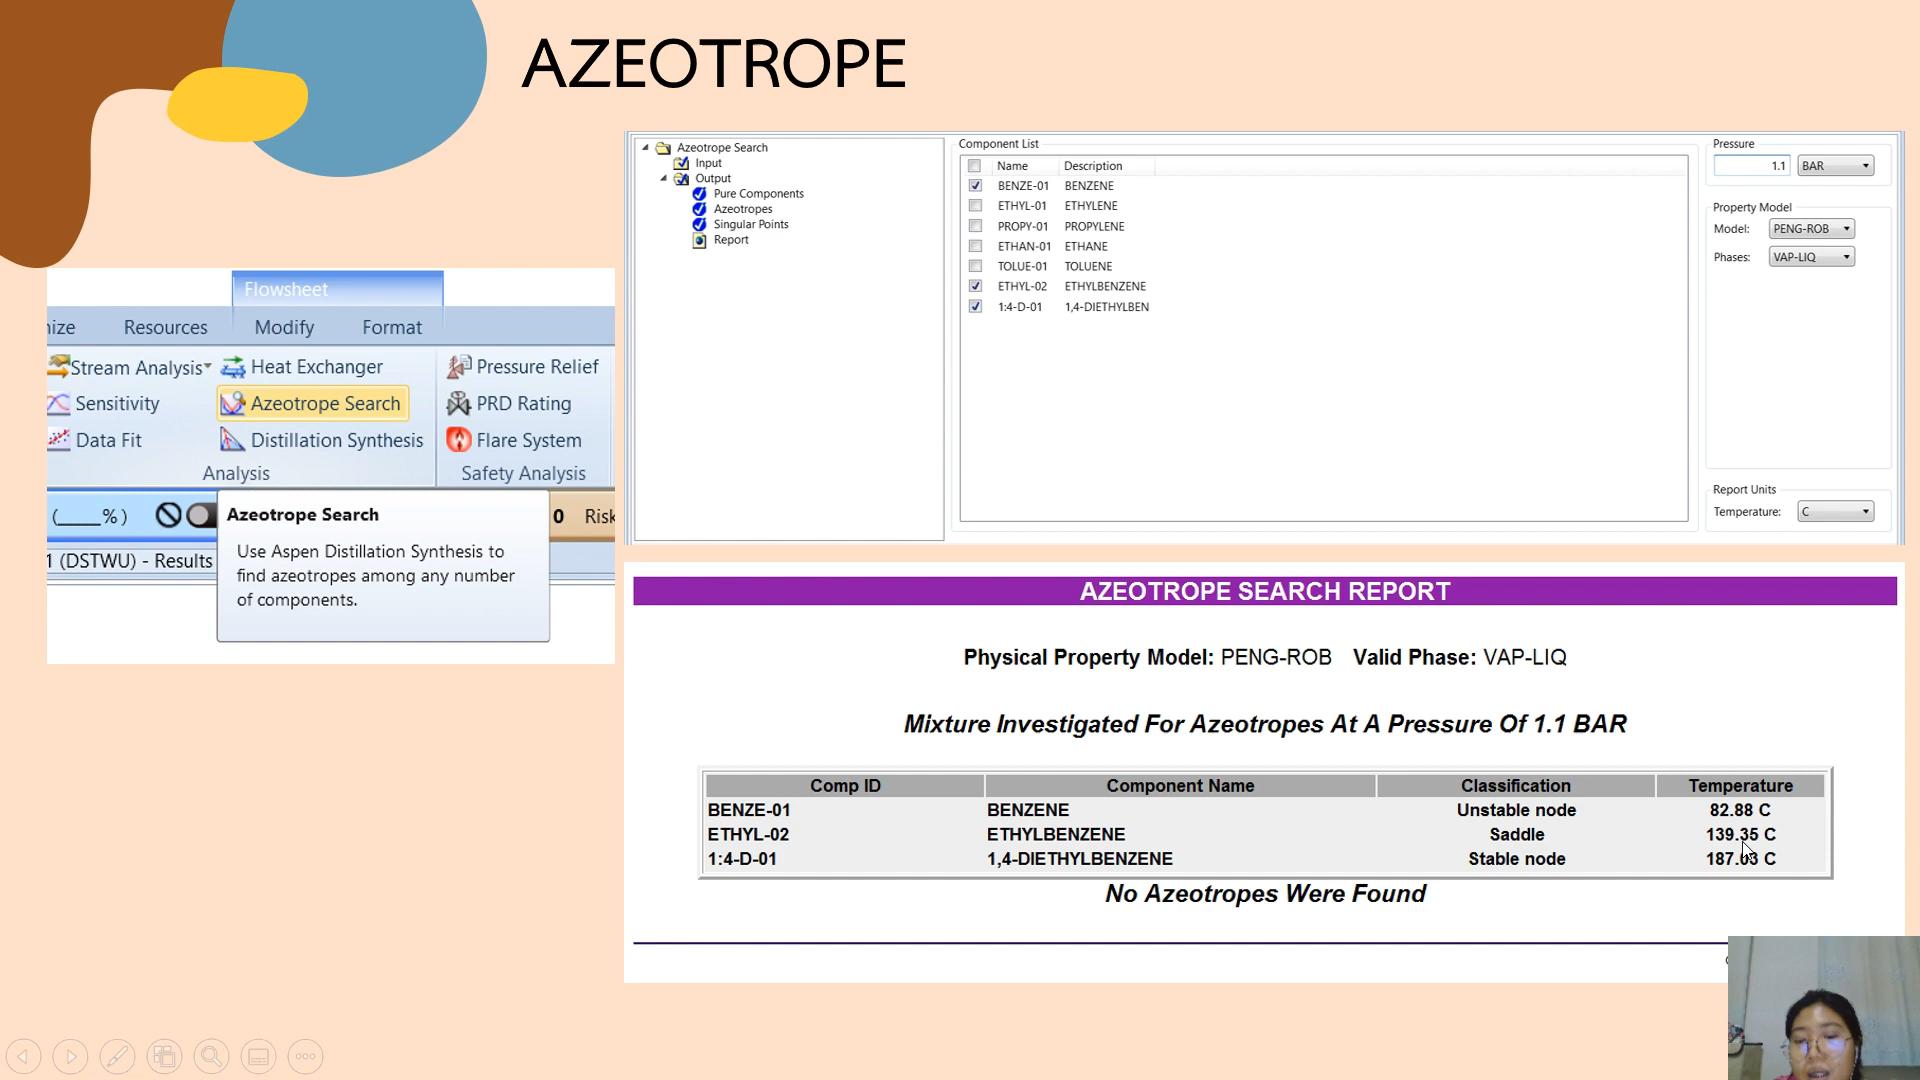 AZEOTROPE
Azeotrope Search
Input
Output
Pure Components
Azeotropes
Singular Points
Report
Component List
Name Description
BENZE-01 BENZENE
ETHYL-01 ETHYLENE
PROPY-01 PROPYLENE
ETHAN-01 ETHANE
TOLUE-01 TOLUENE
ETHYL-02 ETHYLBENZENE
1:4-D-01 1,4-DIETHYLBEN
Pressure
1.1 BAR
Property Model
Model: PENG-ROB
Phases: VAP-LIQ
Report Units
Temperature: C
Flowsheet
nize Resources Modify Format
Stream Analysis Heat Exchanger Pressure Relief
Sensitivity Azeotrope Search PRD Rating
Data Fit Distillation Synthesis Flare System
Analysis Safety Analysis
(____% ) 0 Risk
1 (DSTWU) - Results
Azeotrope Search
Use Aspen Distillation Synthesis to
find azeotropes among any number
of components.
AZEOTROPE SEARCH REPORT
Physical Property Model: PENG-ROB Valid Phase: VAP-LIQ
Mixture Investigated For Azeotropes At A Pressure Of 1.1 BAR
Comp ID Component Name Classification Temperature
BENZE-01 BENZENE Unstable node 82.88 C
ETHYL-02 ETHYLBENZENE Saddle 139.35 C
1:4-D-01 1,4-DIETHYLBENZENE Stable node 187.03 C
No Azeotropes Were Found